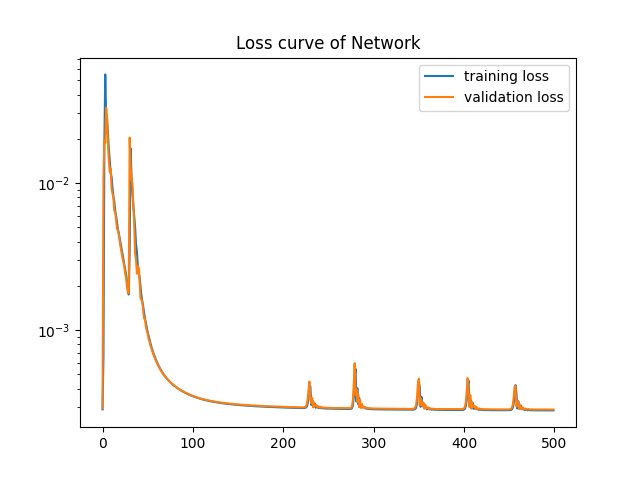 Loss curve of Network
training loss
validation loss
10⁻²
10⁻³
0 100 200 300 400 500